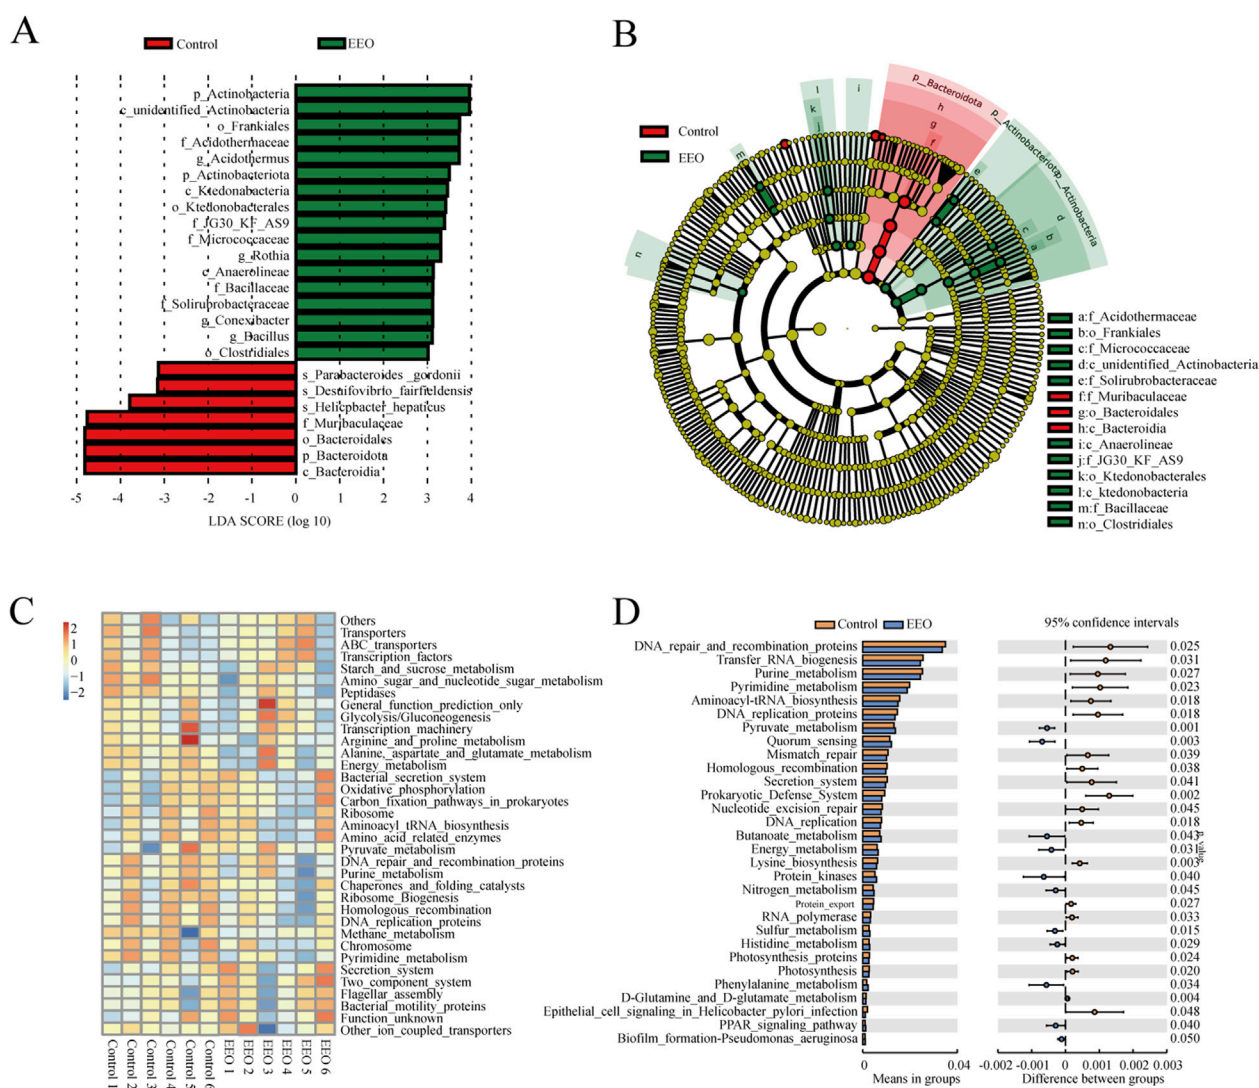 A
Control
EEO
p_Actinobacteria
c_unidentified_Actinobacteria
o_Frankiales
f_Acidothermaceae
g_Acidothermus
p_Actinobacteriota
c_Ktedonabacteria
o_Ktedonobacterales
f_JG30_KF_AS9
f_Micrococcaceae
g_Rothia
c_Anaerolineae
f_Bacillaceae
f_Solirubrobacteraceae
g_Conexibacter
g_Bacillus
o_Clostridiales
s_Parabacteroides_gordonii
s_Desulfovibrio_fairfieldensis
s_Helicpbacter_hepaticus
f_Muribaculaceae
o_Bacteroidales
p_Bacteroidota
c_Bacteroidia
-5 -4 -3 -2 -1 0 1 2 3 4
LDA SCORE (log 10)
B
Control
EEO
p__Bacteroidota
p__Actinobacteriota
p__Actinobacteria
a
b
c
d
e
f
g
h
i
j
k
l
m
n
a:f_Acidothermaceae
b:o_Frankiales
c:f_Micrococcaceae
d:c_unidentified_Actinobacteria
e:f_Solirubrobacteraceae
f:f_Muribaculaceae
g:o_Bacteroidales
h:c_Bacteroidia
i:c_Anaerolineae
j:f_JG30_KF_AS9
k:o_Ktedonobacterales
l:c_ktedonobacteria
m:f_Bacillaceae
n:o_Clostridiales
C
2
1
0
−1
−2
Others
Transporters
ABC_transporters
Transcription_factors
Starch_and_sucrose_metabolism
Amino_sugar_and_nucleotide_sugar_metabolism
Peptidases
General_function_prediction_only
Glycolysis/Gluconeogenesis
Transcription_machinery
Arginine_and_proline_metabolism
Alanine,_aspartate_and_glutamate_metabolism
Energy_metabolism
Bacterial_secretion_system
Oxidative_phosphorylation
Carbon_fixation_pathways_in_prokaryotes
Ribosome
Aminoacyl_tRNA_biosynthesis
Amino_acid_related_enzymes
Pyruvate_metabolism
DNA_repair_and_recombination_proteins
Purine_metabolism
Chaperones_and_folding_catalysts
Ribosome_Biogenesis
Homologous_recombination
DNA_replication_proteins
Methane_metabolism
Chromosome
Pyrimidine_metabolism
Secretion_system
Two_component_system
Flagellar_assembly
Bacterial_motility_proteins
Function_unknown
Other_ion_coupled_transporters
Control 1
Control 2
Control 3
Control 4
Control 5
Control 6
EEO 1
EEO 2
EEO 3
EEO 4
EEO 5
EEO 6
D
Control
EEO
95% confidence intervals
DNA_repair_and_recombination_proteins 0.025
Transfer_RNA_biogenesis 0.031
Purine_metabolism 0.027
Pyrimidine_metabolism 0.023
Aminoacyl-tRNA_biosynthesis 0.018
DNA_replication_proteins 0.018
Pyruvate_metabolism 0.001
Quorum_sensing 0.003
Mismatch_repair 0.039
Homologous_recombination 0.038
Secretion_system 0.041
Prokaryotic_Defense_System 0.002
Nucleotide_excision_repair 0.045
DNA_replication 0.018
Butanoate_metabolism 0.043
Energy_metabolism 0.031
Lysine_biosynthesis 0.003
Protein_kinases 0.040
Nitrogen_metabolism 0.045
Protein_export 0.027
RNA_polymerase 0.033
Sulfur_metabolism 0.015
Histidine_metabolism 0.029
Photosynthesis_proteins 0.024
Photosynthesis 0.020
Phenylalanine_metabolism 0.034
D-Glutamine_and_D-glutamate_metabolism 0.004
Epithelial_cell_signaling_in_Helicobacter_pylori_infection 0.048
PPAR_signaling_pathway 0.040
Biofilm_formation-Pseudomonas_aeruginosa 0.050
p value
0 0.04
Means in groups
−0.002 −0.001 0 0.001 0.002 0.003
Difference between groups